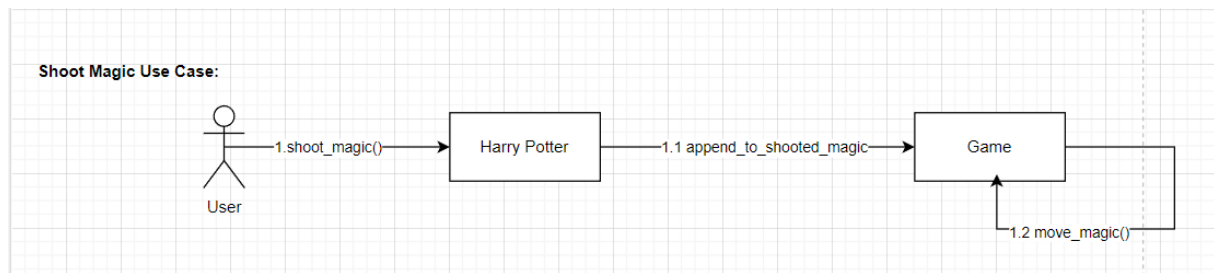 Shoot Magic Use Case:
1.shoot_magic()
Harry Potter
1.1 append_to_shooted_magic
Game
User
1.2 move_magic()